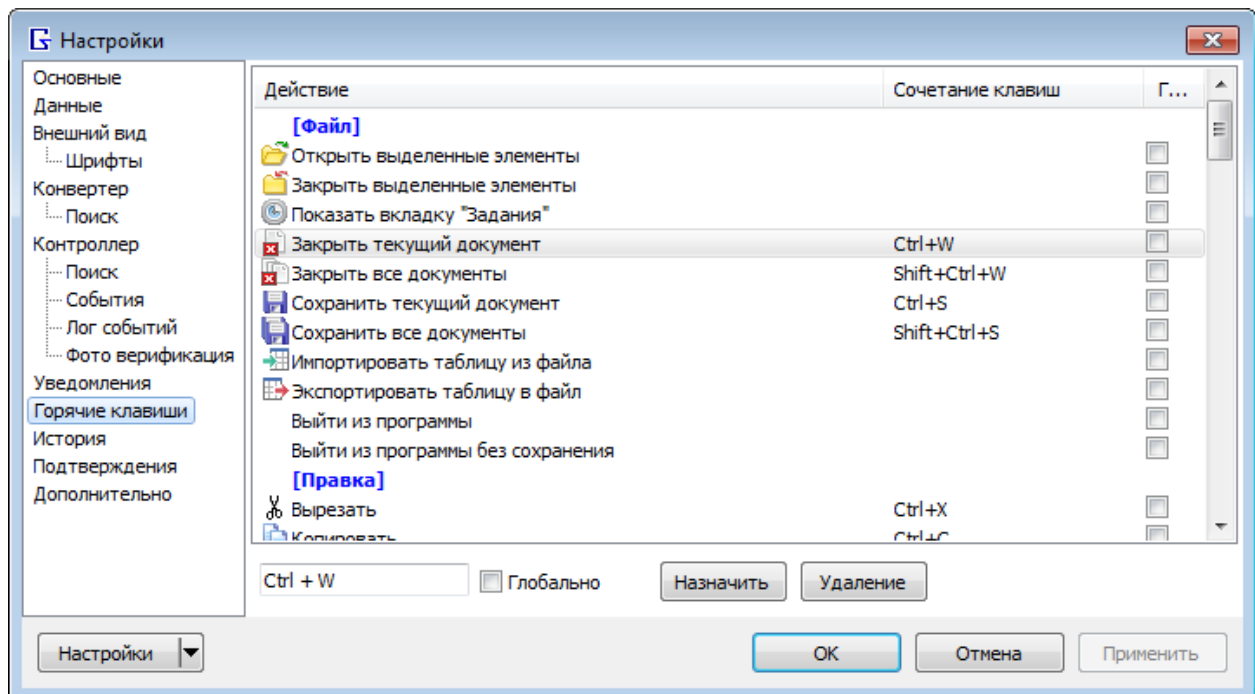 Настройки
Основные
Данные
Внешний вид
Шрифты
Конвертер
Поиск
Контроллер
Поиск
События
Лог событий
Фото верификация
Уведомления
Горячие клавиши
История
Подтверждения
Дополнительно
Действие Сочетание клавиш Г...
[Файл]
Открыть выделенные элементы
Закрыть выделенные элементы
Показать вкладку "Задания"
Закрыть текущий документ Ctrl+W
Закрыть все документы Shift+Ctrl+W
Сохранить текущий документ Ctrl+S
Сохранить все документы Shift+Ctrl+S
Импортировать таблицу из файла
Экспортировать таблицу в файл
Выйти из программы
Выйти из программы без сохранения
[Правка]
Вырезать Ctrl+X
Копировать Ctrl+C
Ctrl + W Глобально Назначить Удаление
Настройки OK Отмена Применить